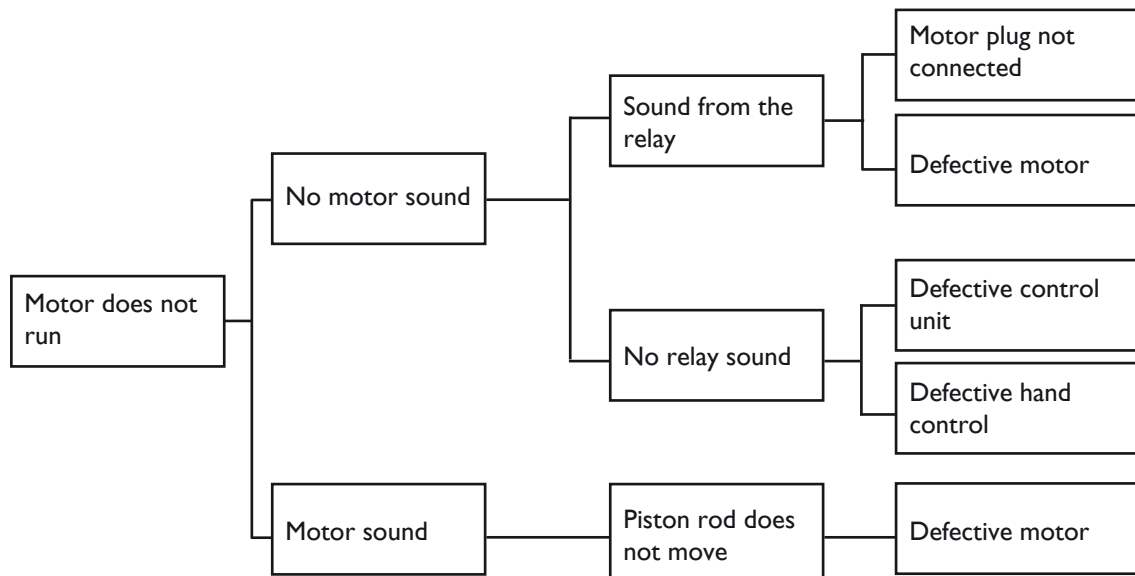 Motor plug not
connected
Sound from the
relay
Defective motor
No motor sound
Motor does not
run
Defective control
unit
No relay sound
Defective hand
control
Motor sound
Piston rod does
not move
Defective motor